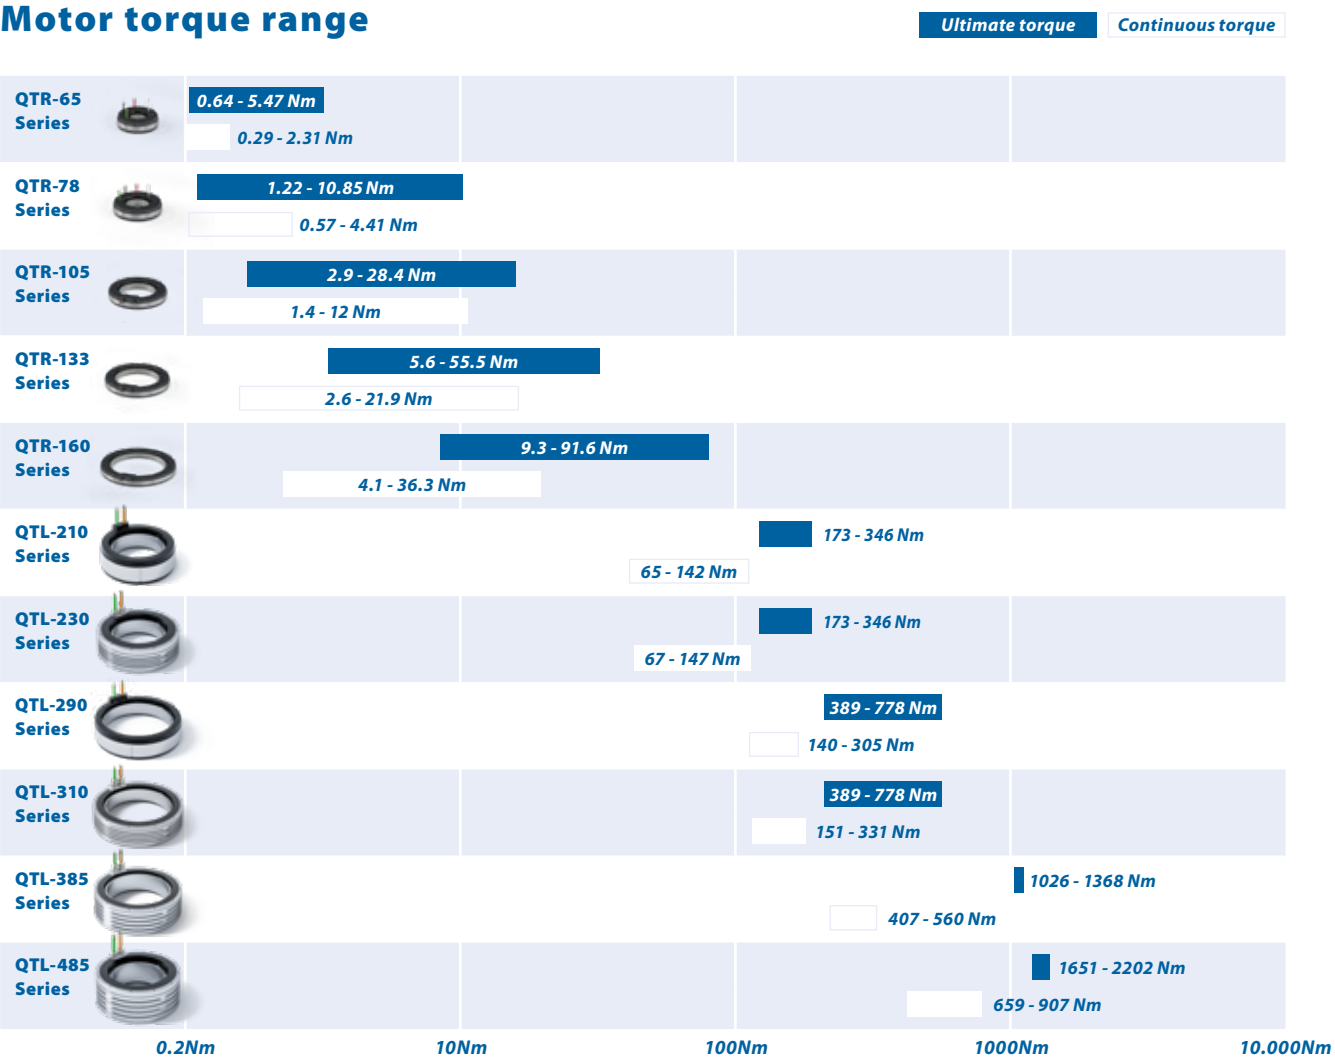 Motor torque range
Ultimate torque
Continuous torque
QTR-65
Series
0.64 - 5.47 Nm
0.29 - 2.31 Nm
QTR-78
Series
1.22 - 10.85 Nm
0.57 - 4.41 Nm
QTR-105
Series
2.9 - 28.4 Nm
1.4 - 12 Nm
QTR-133
Series
5.6 - 55.5 Nm
2.6 - 21.9 Nm
QTR-160
Series
9.3 - 91.6 Nm
4.1 - 36.3 Nm
QTL-210
Series
173 - 346 Nm
65 - 142 Nm
QTL-230
Series
173 - 346 Nm
67 - 147 Nm
QTL-290
Series
389 - 778 Nm
140 - 305 Nm
QTL-310
Series
389 - 778 Nm
151 - 331 Nm
QTL-385
Series
1026 - 1368 Nm
407 - 560 Nm
QTL-485
Series
1651 - 2202 Nm
659 - 907 Nm
0.2Nm
10Nm
100Nm
1000Nm
10.000Nm